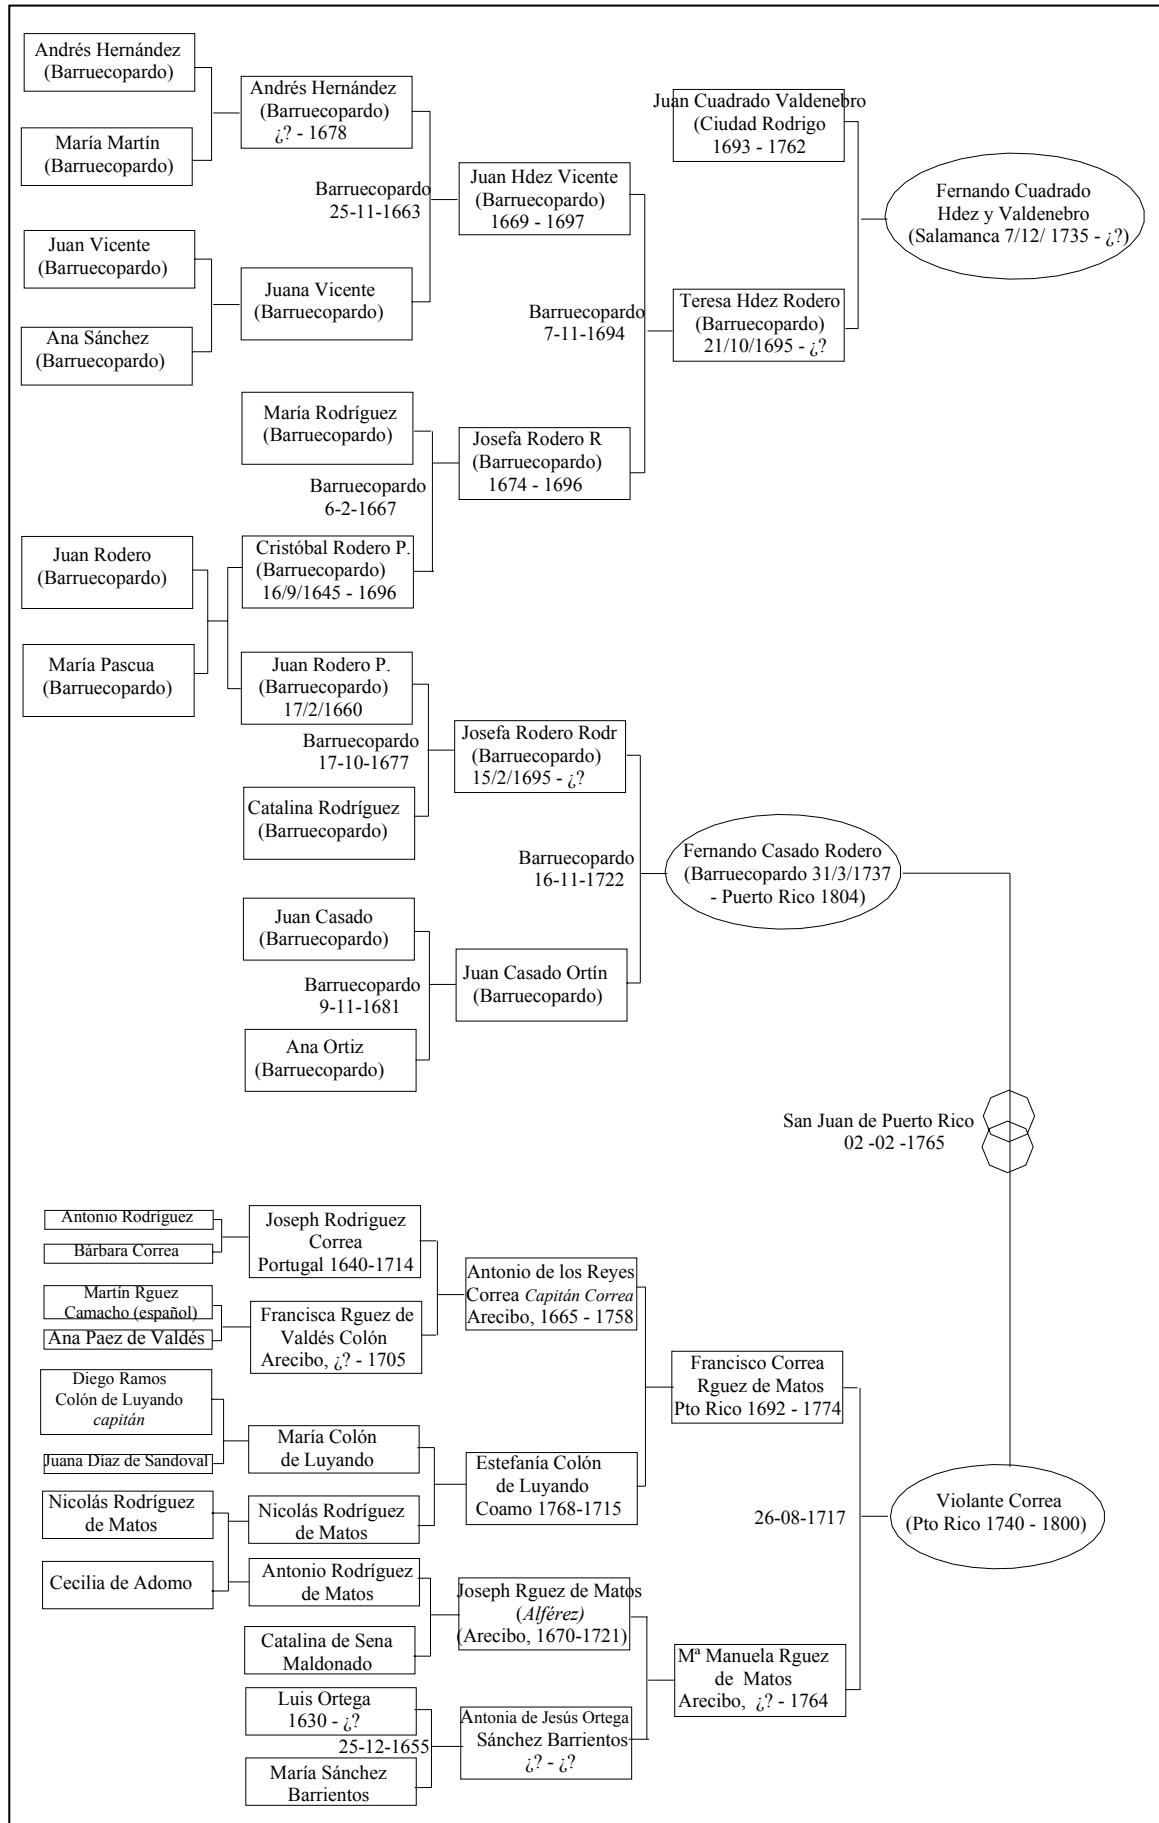 Andrés Hernández
(Barruecopardo)
María Martín
(Barruecopardo)
Juan Vicente
(Barruecopardo)
Ana Sánchez
(Barruecopardo)
Andrés Hernández
(Barruecopardo)
¿? - 1678
Juana Vicente
(Barruecopardo)
Barruecopardo
25-11-1663
Juan Hdez Vicente
(Barruecopardo)
1669 - 1697
Juan Cuadrado Valdenebro
(Ciudad Rodrigo
1693 - 1762
Fernando Cuadrado
Hdez y Valdenebro
(Salamanca 7/12/ 1735 - ¿?)
Barruecopardo
7-11-1694
Teresa Hdez Rodero
(Barruecopardo)
21/10/1695 - ¿?
María Rodríguez
(Barruecopardo)
Barruecopardo
6-2-1667
Josefa Rodero R
(Barruecopardo)
1674 - 1696
Juan Rodero
(Barruecopardo)
María Pascua
(Barruecopardo)
Cristóbal Rodero P.
(Barruecopardo)
16/9/1645 - 1696
Juan Rodero P.
(Barruecopardo)
17/2/1660
Barruecopardo
17-10-1677
Catalina Rodríguez
(Barruecopardo)
Josefa Rodero Rodr
(Barruecopardo)
15/2/1695 - ¿?
Barruecopardo
16-11-1722
Fernando Casado Rodero
(Barruecopardo 31/3/1737
- Puerto Rico 1804)
Juan Casado
(Barruecopardo)
Barruecopardo
9-11-1681
Ana Ortiz
(Barruecopardo)
Juan Casado Ortín
(Barruecopardo)
San Juan de Puerto Rico
02 -02 -1765
Antonio Rodríguez
Bárbara Correa
Martín Rguez
Camacho (español)
Ana Paez de Valdés
Diego Ramos
Colón de Luyando
capitán
Juana Díaz de Sandoval
Nicolás Rodríguez
de Matos
Cecilia de Adomo
Joseph Rodriguez
Correa
Portugal 1640-1714
Francisca Rguez de
Valdés Colón
Arecibo, ¿? - 1705
María Colón
de Luyando
Nicolás Rodríguez
de Matos
Antonio Rodríguez
de Matos
Catalina de Sena
Maldonado
Luis Ortega
1630 - ¿?
25-12-1655
María Sánchez
Barrientos
Antonio de los Reyes
Correa Capitán Correa
Arecibo, 1665 - 1758
Estefanía Colón
de Luyando
Coamo 1768-1715
Joseph Rguez de Matos
(Alférez)
(Arecibo, 1670-1721)
Antonia de Jesús Ortega
Sánchez Barrientos
¿? - ¿?
Francisco Correa
Rguez de Matos
Pto Rico 1692 - 1774
26-08-1717
Mª Manuela Rguez
de Matos
Arecibo, ¿? - 1764
Violante Correa
(Pto Rico 1740 - 1800)